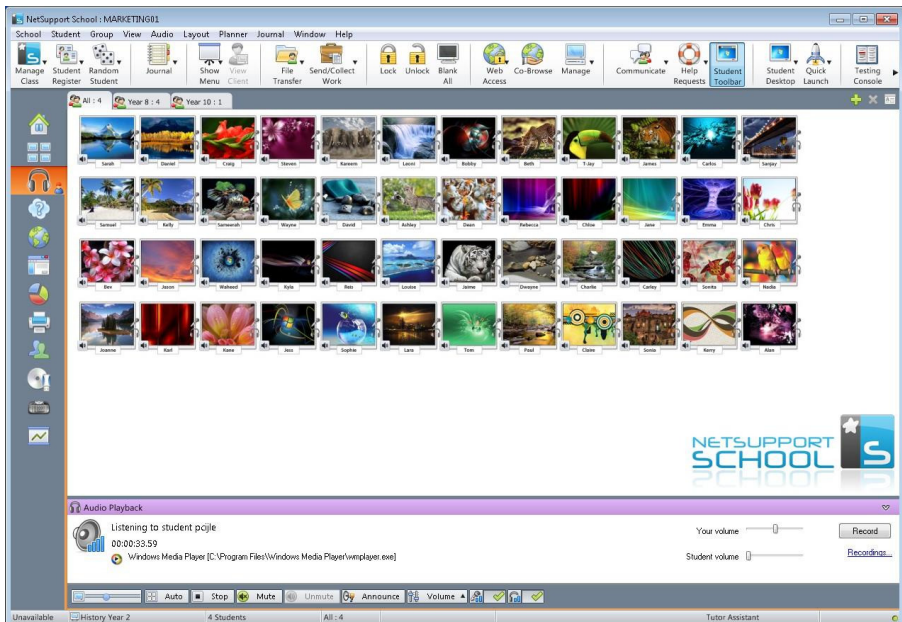 NetSupport School : MARKETING01
School Student Group View Audio Layout Planner Journal Window Help
Manage Class
Student Register
Random Student
Journal
Show Menu
View Client
File Transfer
Send/Collect Work
Lock
Unlock
Blank All
Web Access
Co-Browse
Manage
Communicate
Help Requests
Student Toolbar
Student Desktop
Quick Launch
Testing Console
All : 4 Year 8 : 4 Year 10 : 1
Sarah Daniel Craig Steven Kareem Leoni Bobby Beth T-Jay James Carlos Sanjay
Samuel Kelly Sameenah Wayne David Ashley Dean Rebecca Chloe Jane Emma Chris
Bev Jason Waheed Kyla Reis Louise Jaime Dwayne Charlie Carley Sonita Nadia
Joanne Karl Kane Jess Sophie Lara Tom Paul Claire Sonia Kerry Alan
NETSUPPORT
SCHOOL
S
Audio Playback
Listening to student pcijle
00:00:33.59
Windows Media Player [C:\Program Files\Windows Media Player\wmplayer.exe]
Your volume
Record
Student volume
Recordings...
Auto Stop Mute Unmute Announce Volume
Unavailable History Year 2 4 Students All : 4 Tutor Assistant